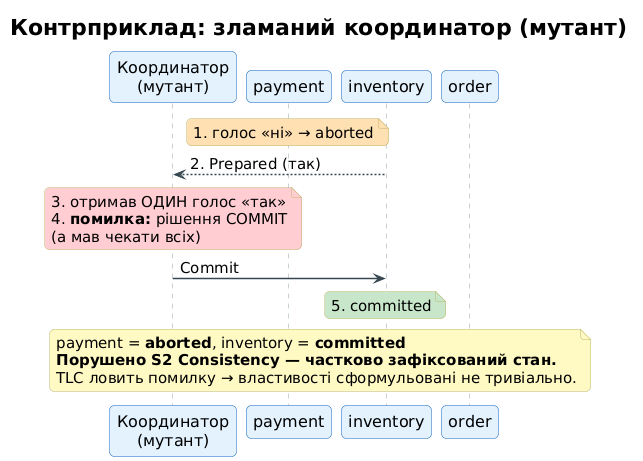 Контрприклад: зламаний координатор (мутант)
Координатор
(мутант)
payment
inventory
order
1. голос «ні» → aborted
2. Prepared (так)
3. отримав ОДИН голос «так»
4. помилка: рішення COMMIT
(а мав чекати всіх)
Commit
5. committed
payment = aborted, inventory = committed
Порушено S2 Consistency — частково зафіксований стан.
TLC ловить помилку → властивості сформульовані не тривіально.
Координатор
(мутант)
payment
inventory
order